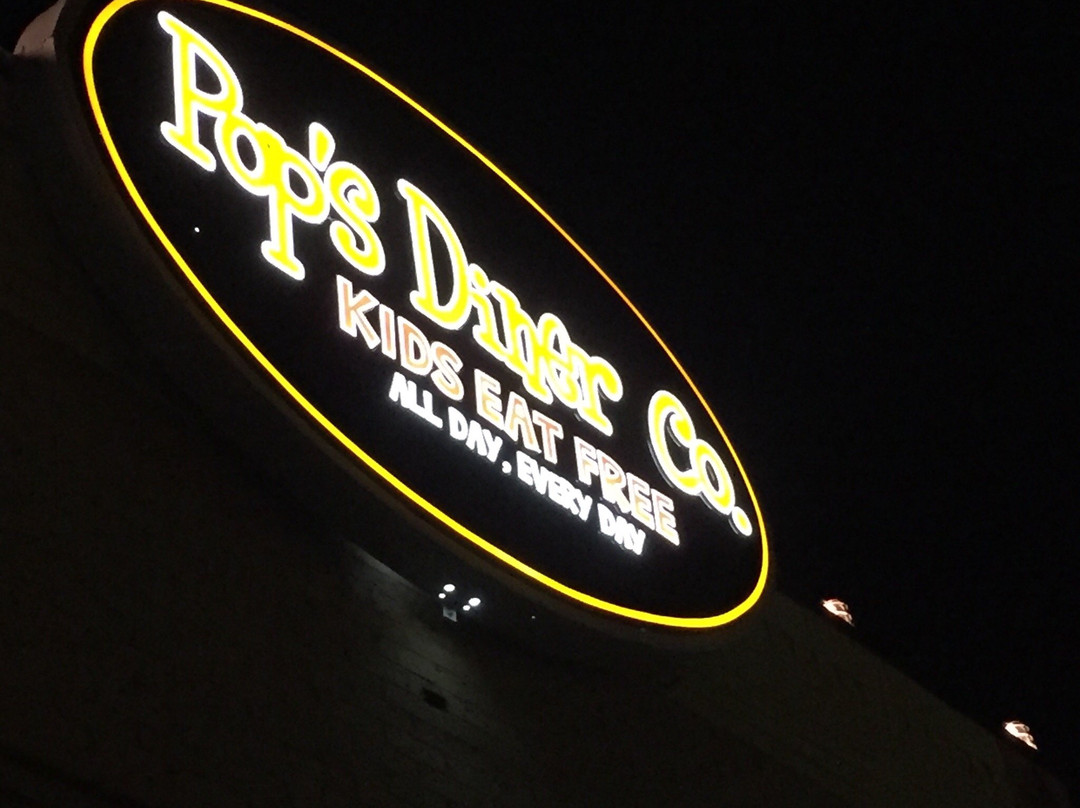 Pop's Diner Co.
KIDS EAT FREE
ALL DAY, EVERY DAY